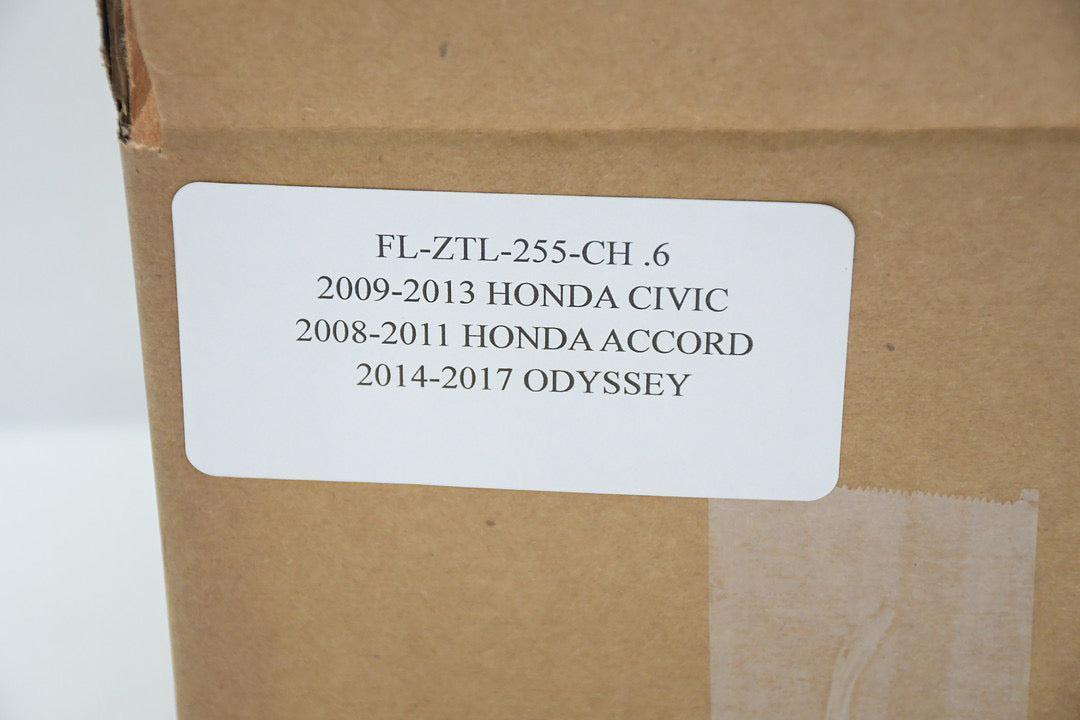 FL-ZTL-255-CH .6
2009-2013 HONDA CIVIC
2008-2011 HONDA ACCORD
2014-2017 ODYSSEY